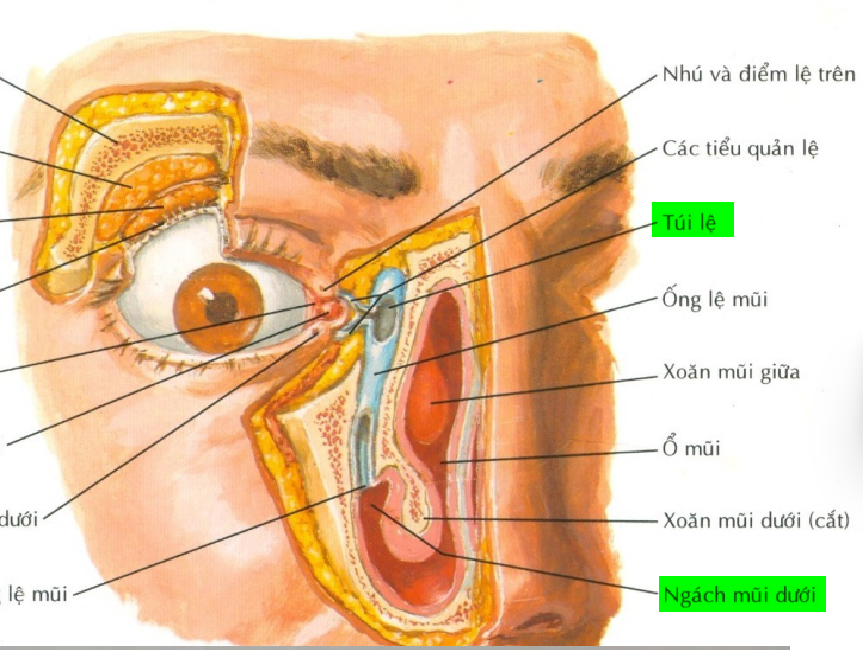 Nhú và điểm lệ trên
Các tiểu quản lệ
Túi lệ
Ống lệ mũi
Xoăn mũi giữa
Ổ mũi
Xoăn mũi dưới (cắt)
Ngách mũi dưới
dưới
lệ mũi